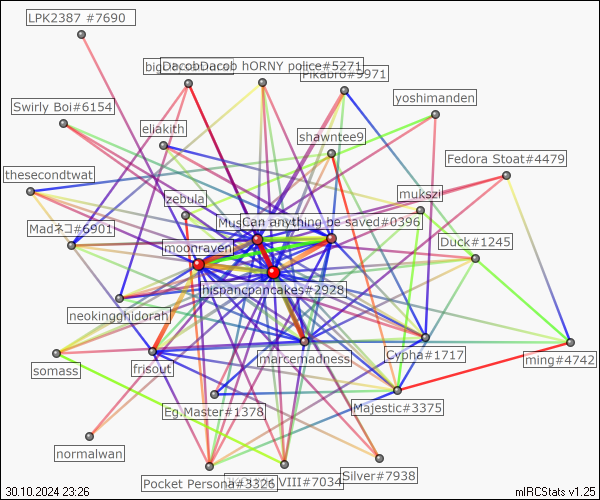 LPK2387 #7690
DacobDacob hORNY police#5271
Pikabro#9971
yoshimanden
Swirly Boi#6154
eliakith
shawntee9
Fedora Stoat#4479
thesecondtwat
zebula
mukszi
Can anything be saved#0396
Madネコ#6901
moonraven
Duck#1245
hispanicpancakes#2928
neokingghidorah
marcemadness
Cypha#1717
ming#4742
somass
frisout
Eg.Master#1378
Majestic#3375
normalwan
Pocket Persona#3326
VIII#7034
Silver#7938
30.10.2024 23:26
mIRCStats v1.25